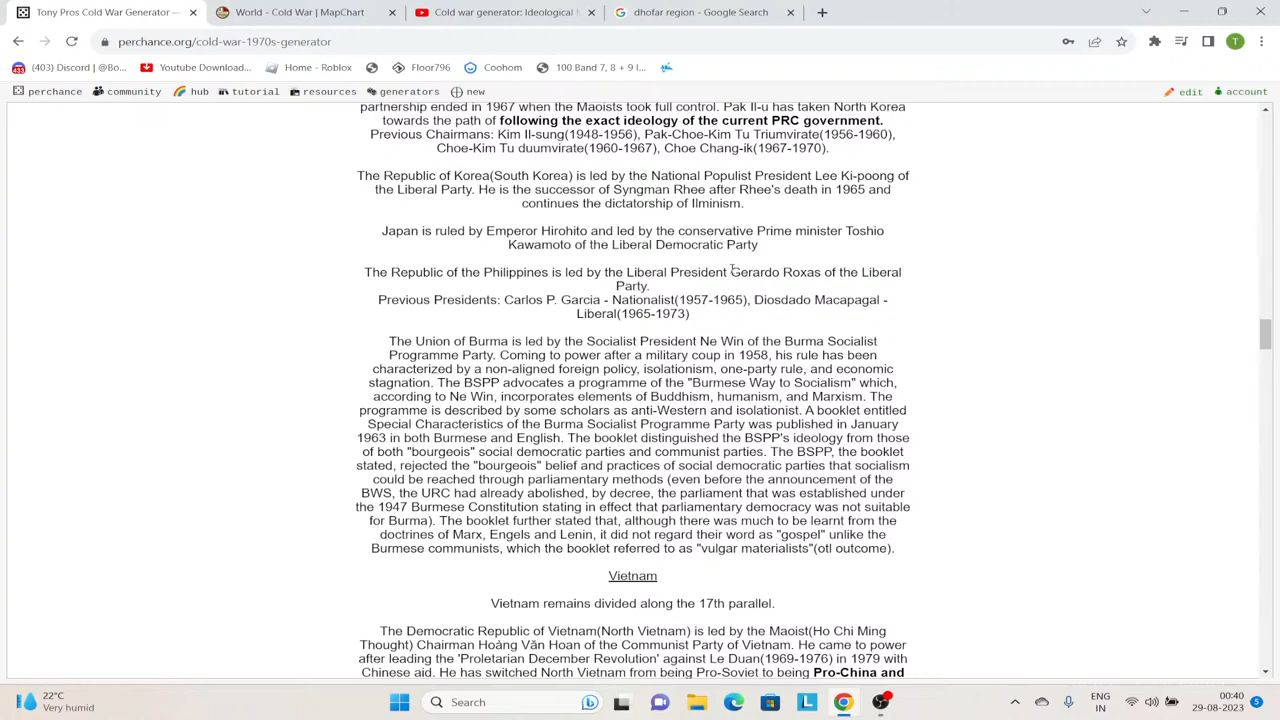 Tony Pros Cold War Generator —
World - Cold War | MapChart
Cold war generator: Ideological
dhofar region - Google Search
perchance.org/cold-war-1970s-generator
T
(403) Discord | @Bo...
Youtube Download...
Home - Roblox
Floor796
Coohom
100 Band 7, 8 + 9 I...
perchance
community
hub
tutorial
resources
generators
new
edit
account
partnership ended in 1967 when the Maoists took full control. Pak Il-u has taken North Korea
towards the path of following the exact ideology of the current PRC government.
Previous Chairmans: Kim Il-sung(1948-1956), Pak-Choe-Kim Tu Triumvirate(1956-1960),
Choe-Kim Tu duumvirate(1960-1967), Choe Chang-ik(1967-1970).
The Republic of Korea(South Korea) is led by the National Populist President Lee Ki-poong of
the Liberal Party. He is the successor of Syngman Rhee after Rhee's death in 1965 and
continues the dictatorship of Ilminism.
Japan is ruled by Emperor Hirohito and led by the conservative Prime minister Toshio
Kawamoto of the Liberal Democratic Party
The Republic of the Philippines is led by the Liberal President Gerardo Roxas of the Liberal
Party.
Previous Presidents: Carlos P. Garcia - Nationalist(1957-1965), Diosdado Macapagal -
Liberal(1965-1973)
The Union of Burma is led by the Socialist President Ne Win of the Burma Socialist
Programme Party. Coming to power after a military coup in 1958, his rule has been
characterized by a non-aligned foreign policy, isolationism, one-party rule, and economic
stagnation. The BSPP advocates a programme of the "Burmese Way to Socialism" which,
according to Ne Win, incorporates elements of Buddhism, humanism, and Marxism. The
programme is described by some scholars as anti-Western and isolationist. A booklet entitled
Special Characteristics of the Burma Socialist Programme Party was published in January
1963 in both Burmese and English. The booklet distinguished the BSPP's ideology from those
of both "bourgeois" social democratic parties and communist parties. The BSPP, the booklet
stated, rejected the "bourgeois" belief and practices of social democratic parties that socialism
could be reached through parliamentary methods (even before the announcement of the
BWS, the URC had already abolished, by decree, the parliament that was established under
the 1947 Burmese Constitution stating in effect that parliamentary democracy was not suitable
for Burma). The booklet further stated that, although there was much to be learnt from the
doctrines of Marx, Engels and Lenin, it did not regard their word as "gospel" unlike the
Burmese communists, which the booklet referred to as "vulgar materialists"(otl outcome).
Vietnam
Vietnam remains divided along the 17th parallel.
The Democratic Republic of Vietnam(North Vietnam) is led by the Maoist(Ho Chi Ming
Thought) Chairman Hoàng Văn Hoan of the Communist Party of Vietnam. He came to power
after leading the 'Proletarian December Revolution' against Le Duan(1969-1976) in 1979 with
Chinese aid. He has switched North Vietnam from being Pro-Soviet to being Pro-China and
22°C
Very humid
Search
ENG
IN
00:40
29-08-2023
5